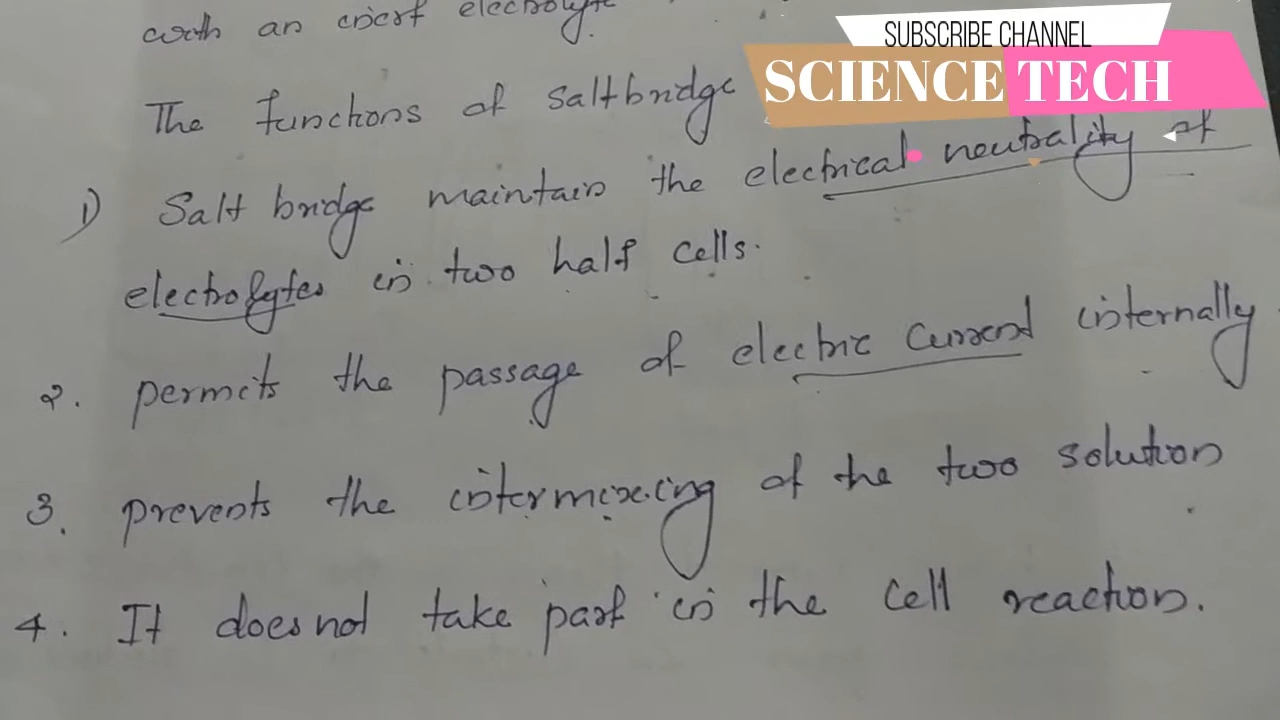 with an inert electrolyte.
SUBSCRIBE CHANNEL
SCIENCE TECH
The functions of Saltbridge
1) Salt bridge maintain the electrical neutrality of
electrolytes in two half cells.
2. permits the passage of electric current internally
3. prevents the intermixing of the two solution
4. It does not take part in the cell reaction.